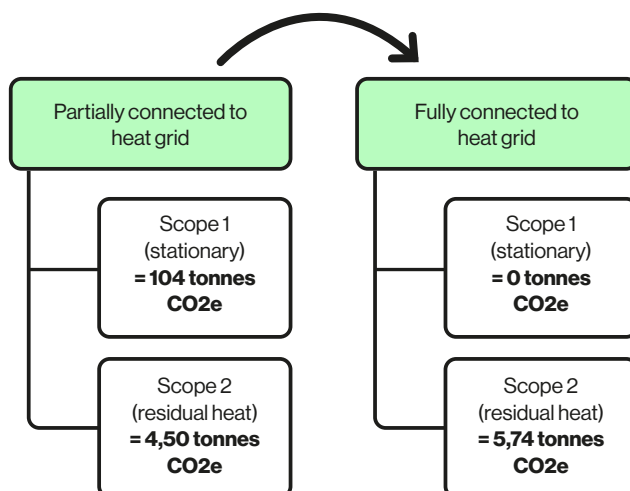 Partially connected to
heat grid
Fully connected to
heat grid
Scope 1
(stationary)
= 104 tonnes
CO2e
Scope 1
(stationary)
= 0 tonnes
CO2e
Scope 2
(residual heat)
= 4,50 tonnes
CO2e
Scope 2
(residual heat)
= 5,74 tonnes
CO2e